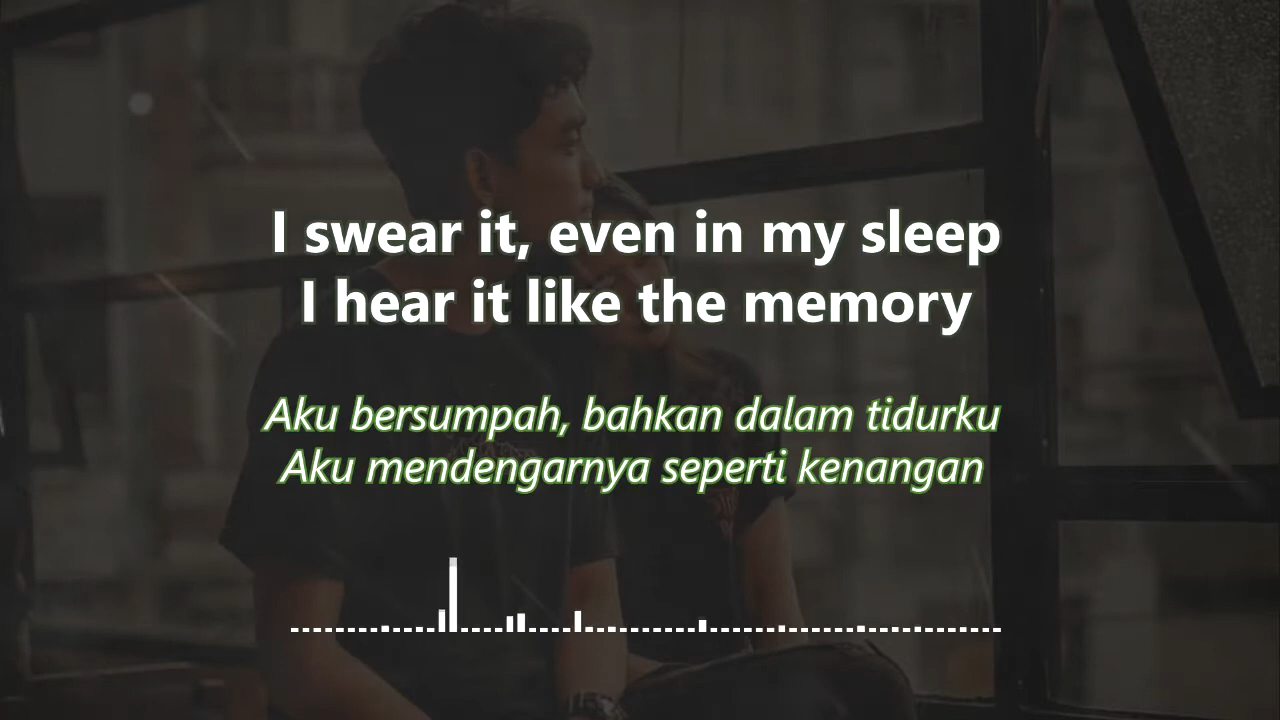 I swear it, even in my sleep
I hear it like the memory
Aku bersumpah, bahkan dalam tidurku
Aku mendengarnya seperti kenangan